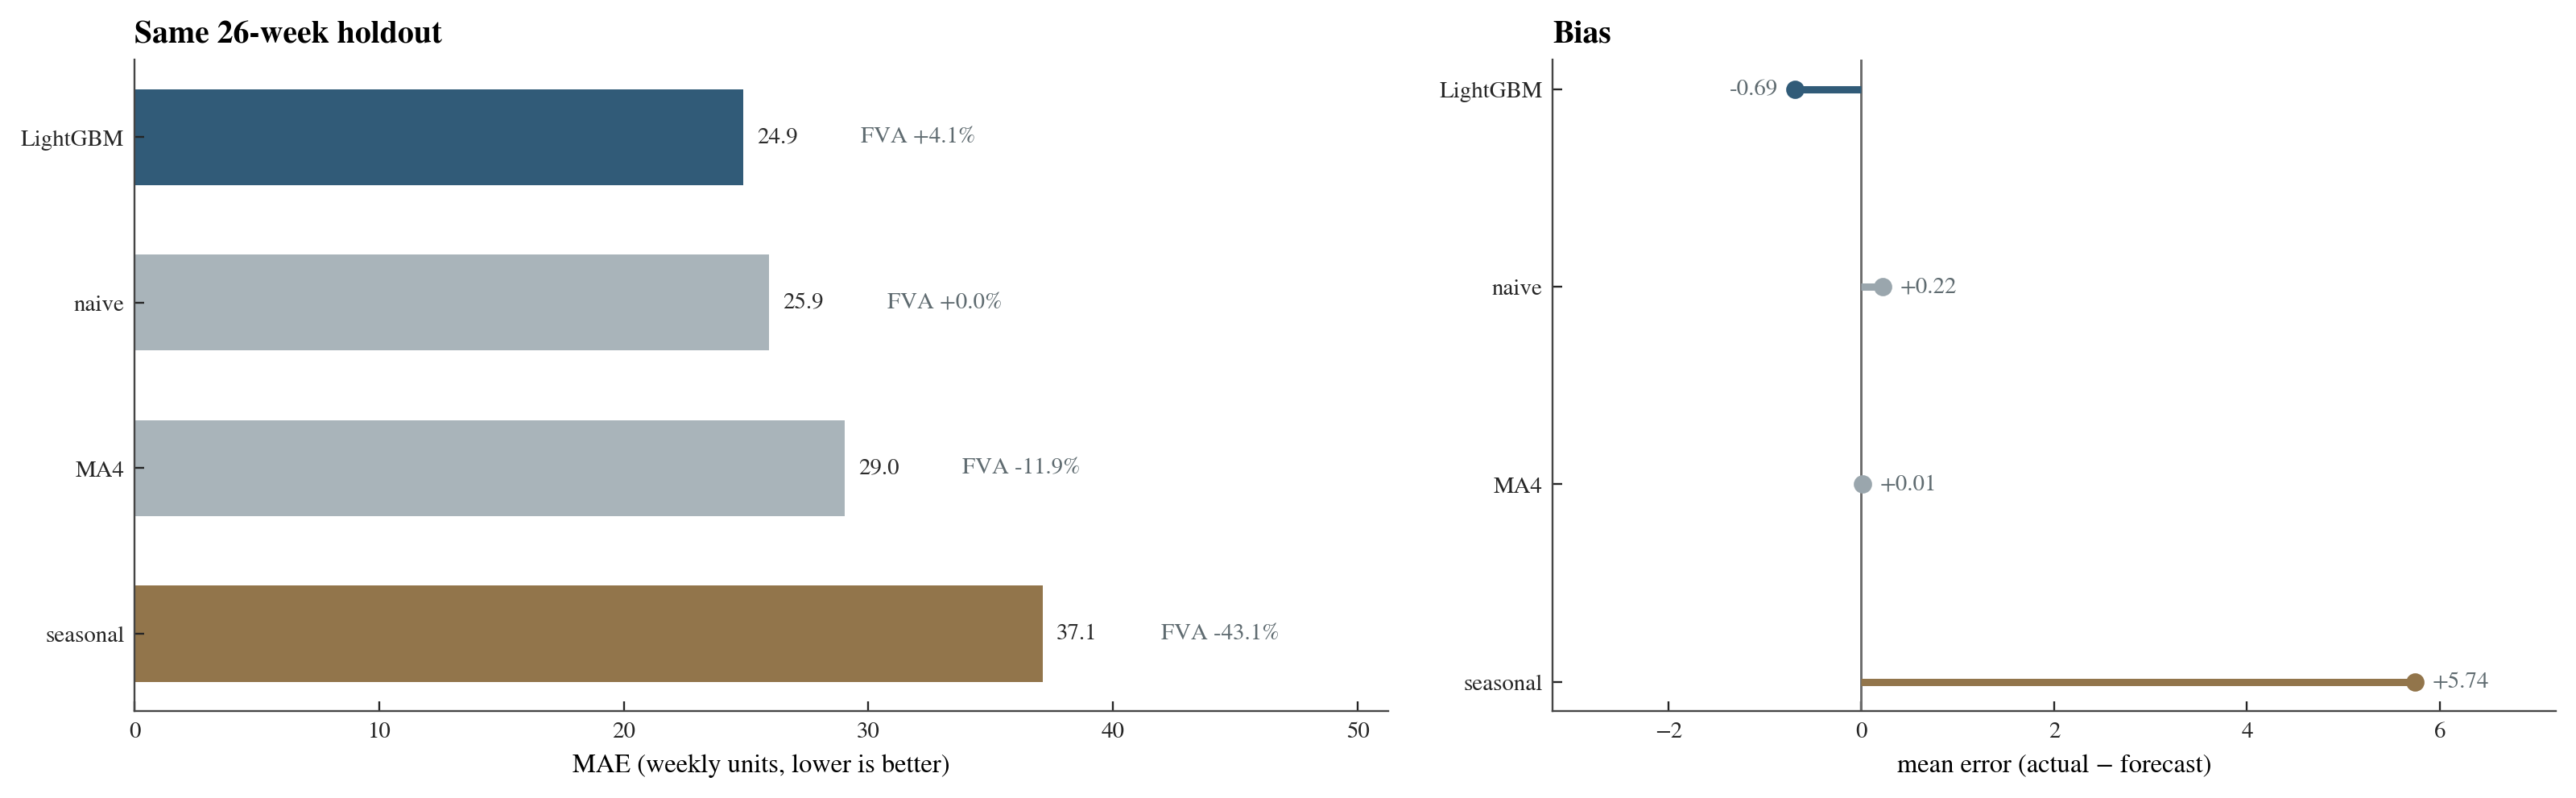 Same 26-week holdout
LightGBM
24.9
FVA +4.1%
naive
25.9
FVA +0.0%
MA4
29.0
FVA -11.9%
seasonal
37.1
FVA -43.1%
0 10 20 30 40 50
MAE (weekly units, lower is better)
Bias
LightGBM
-0.69
naive
+0.22
MA4
+0.01
seasonal
+5.74
−2 0 2 4 6
mean error (actual − forecast)